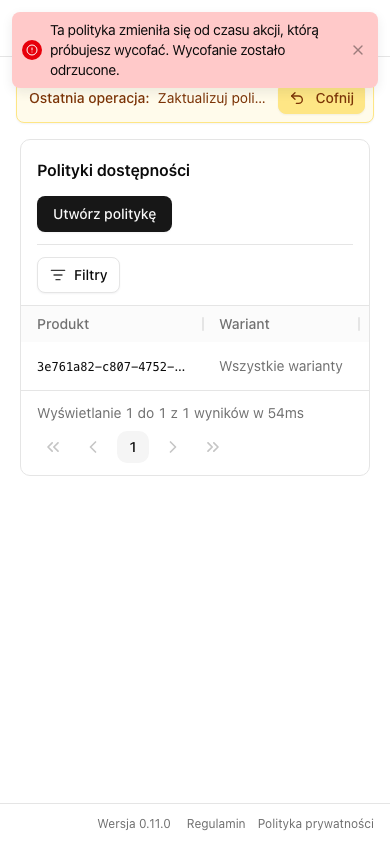 Ta polityka zmieniła się od czasu akcji, którą
próbujesz wycofać. Wycofanie zostało
odrzucone.
Ostatnia operacja: Zaktualizuj poli... Cofnij
Polityki dostępności
Utwórz politykę
Filtry
Produkt Wariant
3e761a82-c807-4752-... Wszystkie warianty
Wyświetlanie 1 do 1 z 1 wyników w 54ms
1
Wersja 0.11.0 Regulamin Polityka prywatności